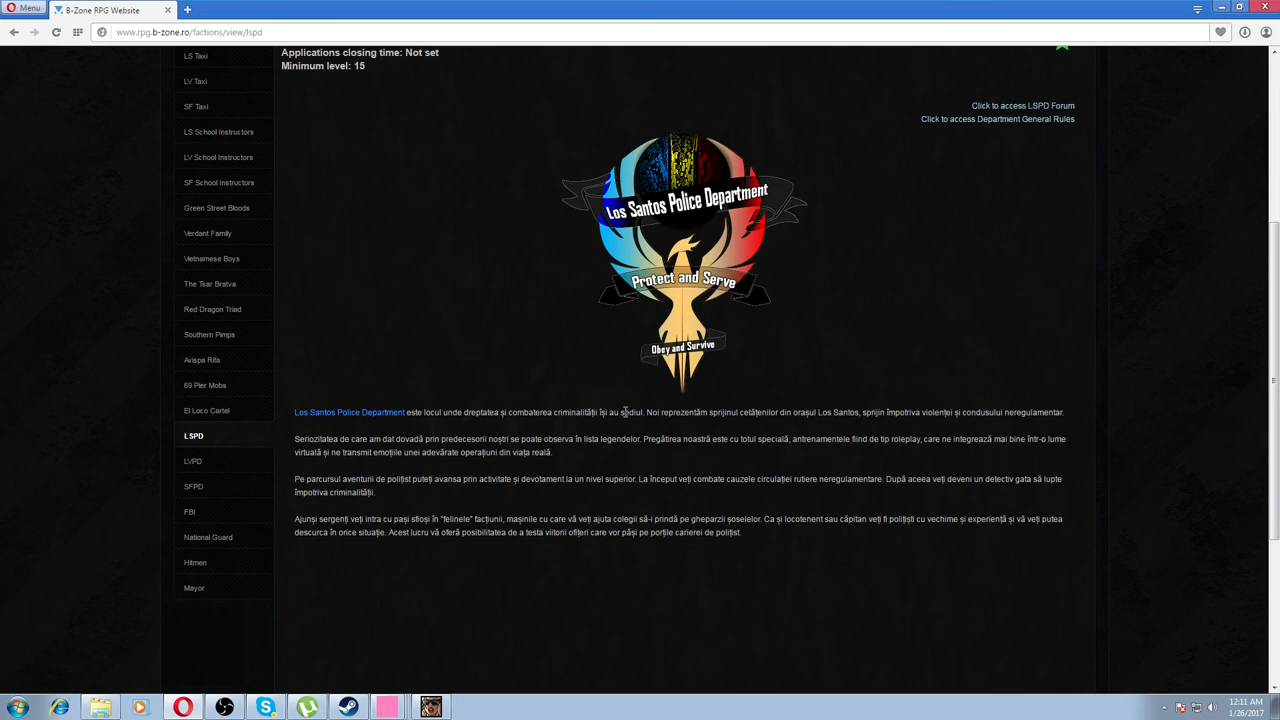 Menu
B-Zone RPG Website
www.rpg.b-zone.ro/factions/view/lspd
LS Taxi
LV Taxi
SF Taxi
LS School Instructors
LV School Instructors
SF School Instructors
Green Street Bloods
Verdant Family
Vietnamese Boys
The Tsar Bratva
Red Dragon Triad
Southern Pimps
Avispa Rifa
69 Pier Mobs
El Loco Cartel
LSPD
LVPD
SFPD
FBI
National Guard
Hitmen
Mayor
Applications closing time: Not set
Minimum level: 15
Click to access LSPD Forum
Click to access Department General Rules
Los Santos Police Department
Protect and Serve
Obey and Survive
Los Santos Police Department este locul unde dreptatea și combaterea criminalității își au sediul. Noi reprezentăm sprijinul cetățenilor din orașul Los Santos, sprijin împotriva violenței și condusului neregulamentar.
Seriozitatea de care am dat dovadă prin predecesorii noștri se poate observa în lista legendelor. Pregătirea noastră este cu totul specială, antrenamentele fiind de tip roleplay, care ne integrează mai bine într-o lume
virtuală și ne transmit emoțiile unei adevărate operațiuni din viața reală.
Pe parcursul aventurii de polițist puteți avansa prin activitate și devotament la un nivel superior. La început veți combate cauzele circulației rutiere neregulamentare. După aceea veți deveni un detectiv gata să lupte
împotriva criminalității.
Ajunși sergenți veți intra cu pași sfioși în "felinele" facțiunii, mașinile cu care vă veți ajuta colegii să-i prindă pe gheparzii șoselelor. Ca și locotenent sau căpitan veți fi polițiști cu vechime și experiență și vă veți putea
descurca în orice situație. Acest lucru vă oferă posibilitatea de a testa viitorii ofițeri care vor păși pe porțile carierei de polițist.
12:11 AM
1/26/2017